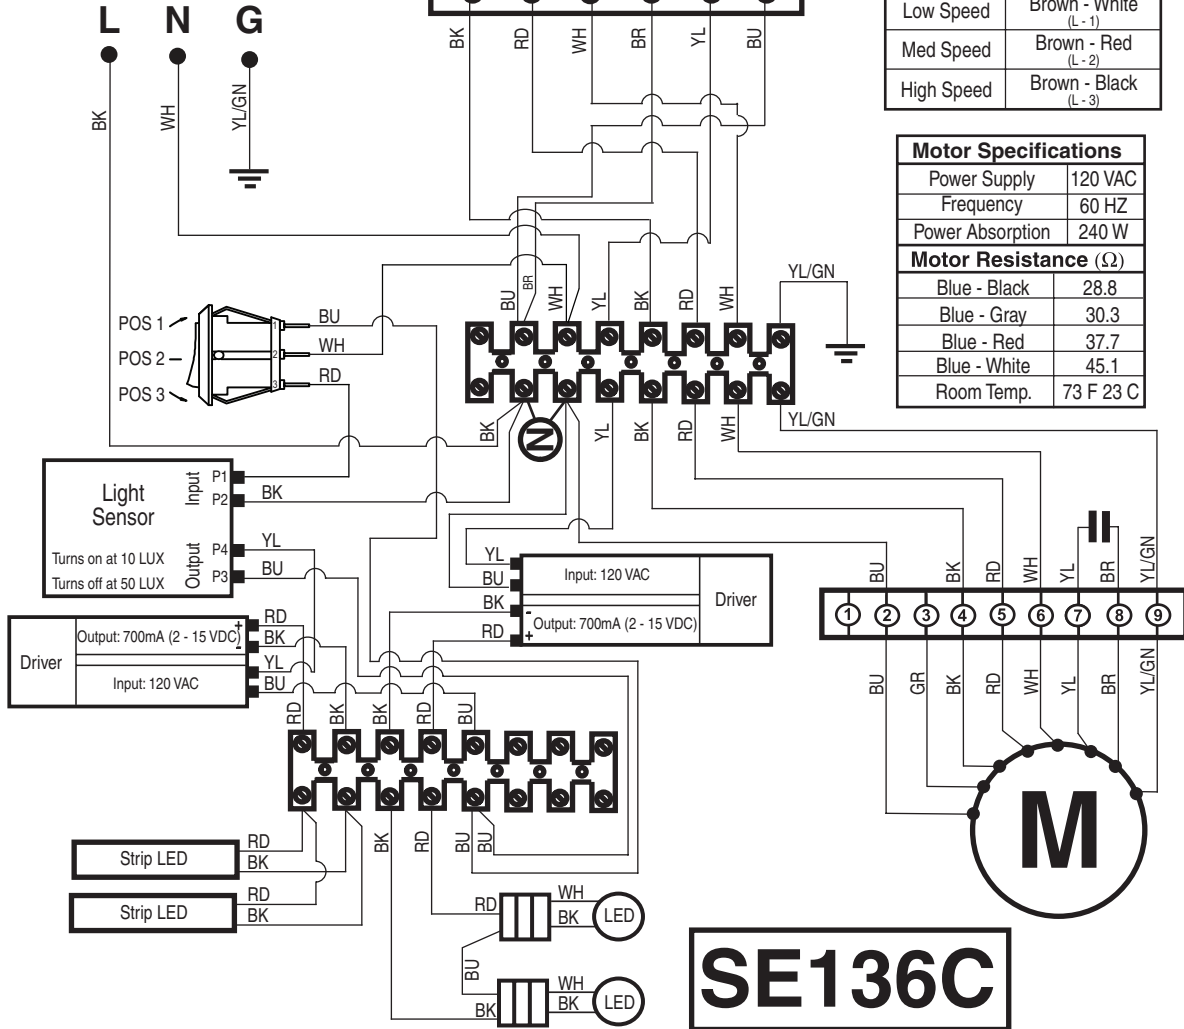 L N G
BK
WH
YL/GN
BK RD WH BR YL BU
Low Speed Brown - White
(L - 1)
Med Speed Brown - Red
(L - 2)
High Speed Brown - Black
(L - 3)
Motor Specifications
Power Supply 120 VAC
Frequency 60 HZ
Power Absorption 240 W
Motor Resistance (Ω)
Blue - Black 28.8
Blue - Gray 30.3
Blue - Red 37.7
Blue - White 45.1
Room Temp. 73 F 23 C
BU BR WH YL BK RD WH YL/GN
POS 1
POS 2
POS 3
1 BU
2 WH
3 RD
BK N YL BK RD WH YL/GN
Light
Sensor
Turns on at 10 LUX
Turns off at 50 LUX
Input
Output
P1
P2 BK
P4 YL
P3 BU
Driver
Output: 700mA (2 - 15 VDC)
Input: 120 VAC
+ RD
- BK
YL
BU
YL
BU
BK -
RD +
Input: 120 VAC
Output: 700mA (2 - 15 VDC)
Driver
BU BK RD WH YL BR YL/GN
1 2 3 4 5 6 7 8 9
BU GR BK RD WH YL BR YL/GN
M
RD BK BK RD BU
BK RD BU BU
Strip LED RD
BK
Strip LED RD
BK
RD WH
BK LED
BU
BK WH
BK LED
SE136C